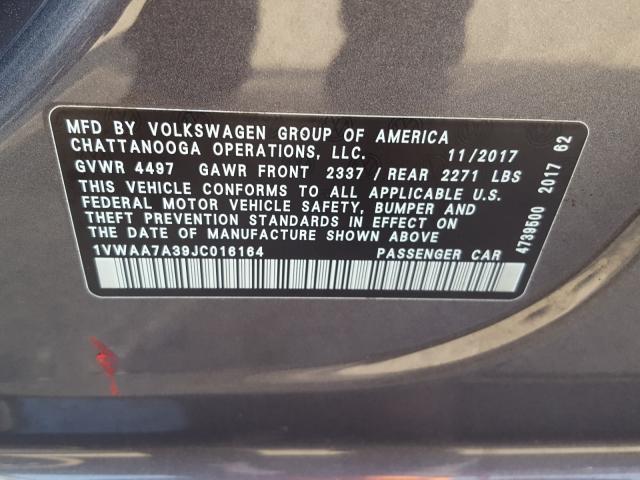 MFD BY VOLKSWAGEN GROUP OF AMERICA
CHATTANOOGA OPERATIONS, LLC. 11/2017
GVWR 4497 GAWR FRONT 2337 / REAR 2271 LBS
THIS VEHICLE CONFORMS TO ALL APPLICABLE U.S.
FEDERAL MOTOR VEHICLE SAFETY, BUMPER AND
THEFT PREVENTION STANDARDS IN EFFECT ON
THE DATE OF MANUFACTURE SHOWN ABOVE
1VWAA7A39JC016164 PASSENGER CAR
4739500 2017 62